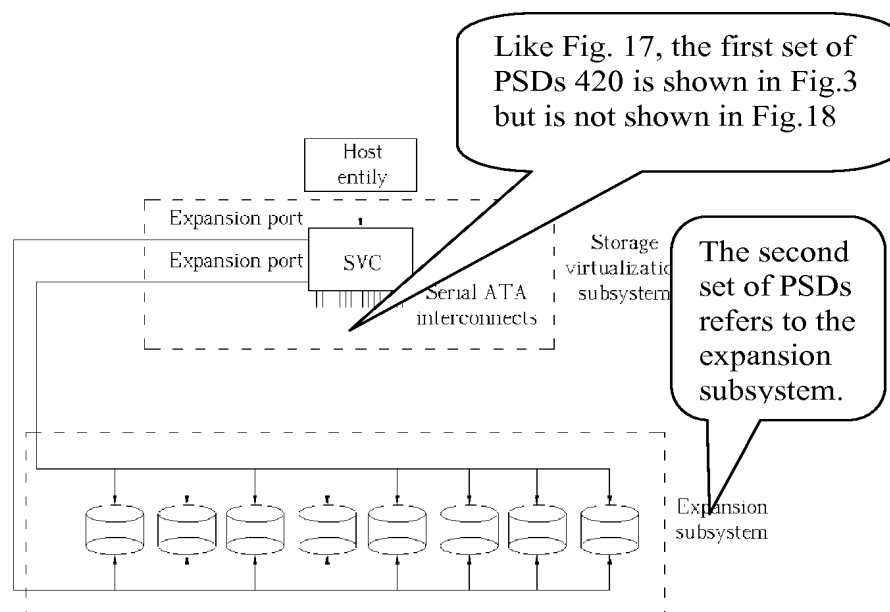 Like Fig. 17, the first set of
PSDs 420 is shown in Fig.3
but is not shown in Fig.18
Host
entily
Expansion port
Expansion port
SVC
Serial ATA
interconnects
Storage
virtualization
subsystem
The second
set of PSDs
refers to the
expansion
subsystem.
Expansion
subsystem